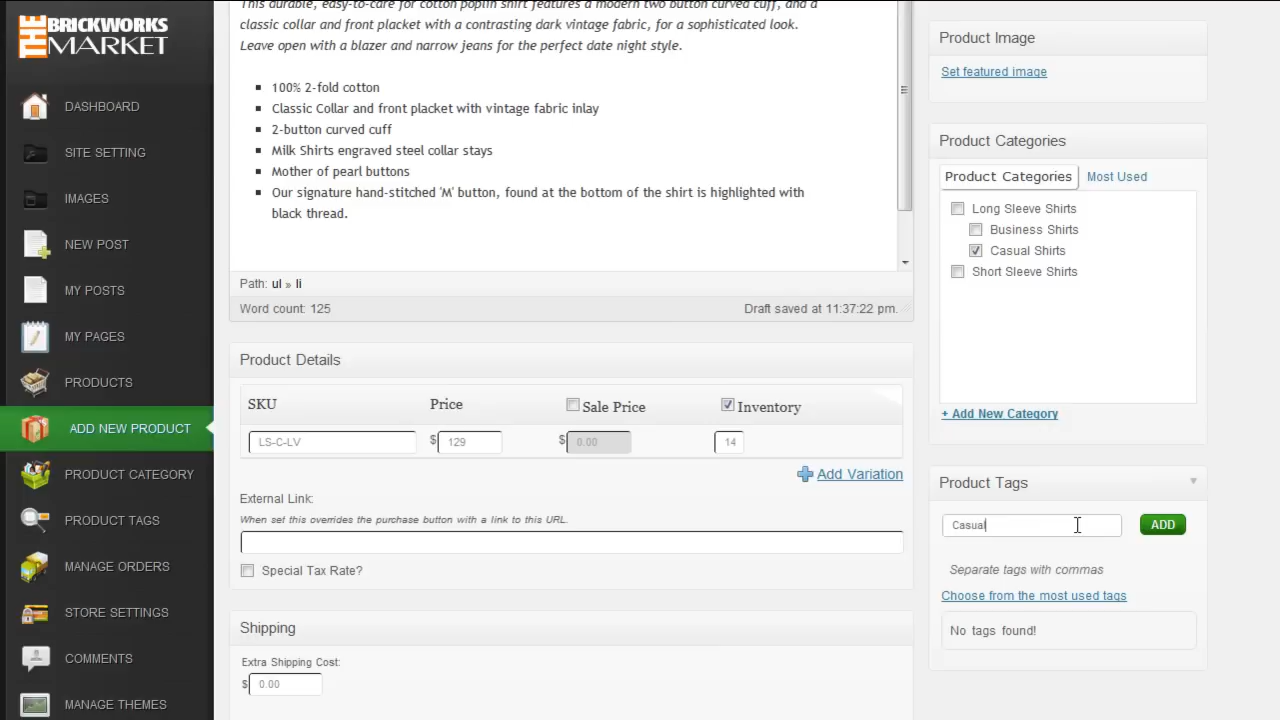 THE BRICKWORKS
MARKET
DASHBOARD
SITE SETTING
IMAGES
NEW POST
MY POSTS
MY PAGES
PRODUCTS
ADD NEW PRODUCT
PRODUCT CATEGORY
PRODUCT TAGS
MANAGE ORDERS
STORE SETTINGS
COMMENTS
MANAGE THEMES
This durable, easy-to-care for cotton poplin shirt features a modern two button curved cuff, and a
classic collar and front placket with a contrasting dark vintage fabric, for a sophisticated look.
Leave open with a blazer and narrow jeans for the perfect date night style.
100% 2-fold cotton
Classic Collar and front placket with vintage fabric inlay
2-button curved cuff
Milk Shirts engraved steel collar stays
Mother of pearl buttons
Our signature hand-stitched 'M' button, found at the bottom of the shirt is highlighted with
black thread.
Path: ul » li
Word count: 125 Draft saved at 11:37:22 pm.
Product Details
SKU Price Sale Price Inventory
LS-C-LV $ 129 $ 0.00 14
Add Variation
External Link:
When set this overrides the purchase button with a link to this URL.
Special Tax Rate?
Shipping
Extra Shipping Cost:
$ 0.00
Product Image
Set featured image
Product Categories
Product Categories Most Used
Long Sleeve Shirts
Business Shirts
Casual Shirts
Short Sleeve Shirts
+ Add New Category
Product Tags
Casual ADD
Separate tags with commas
Choose from the most used tags
No tags found!